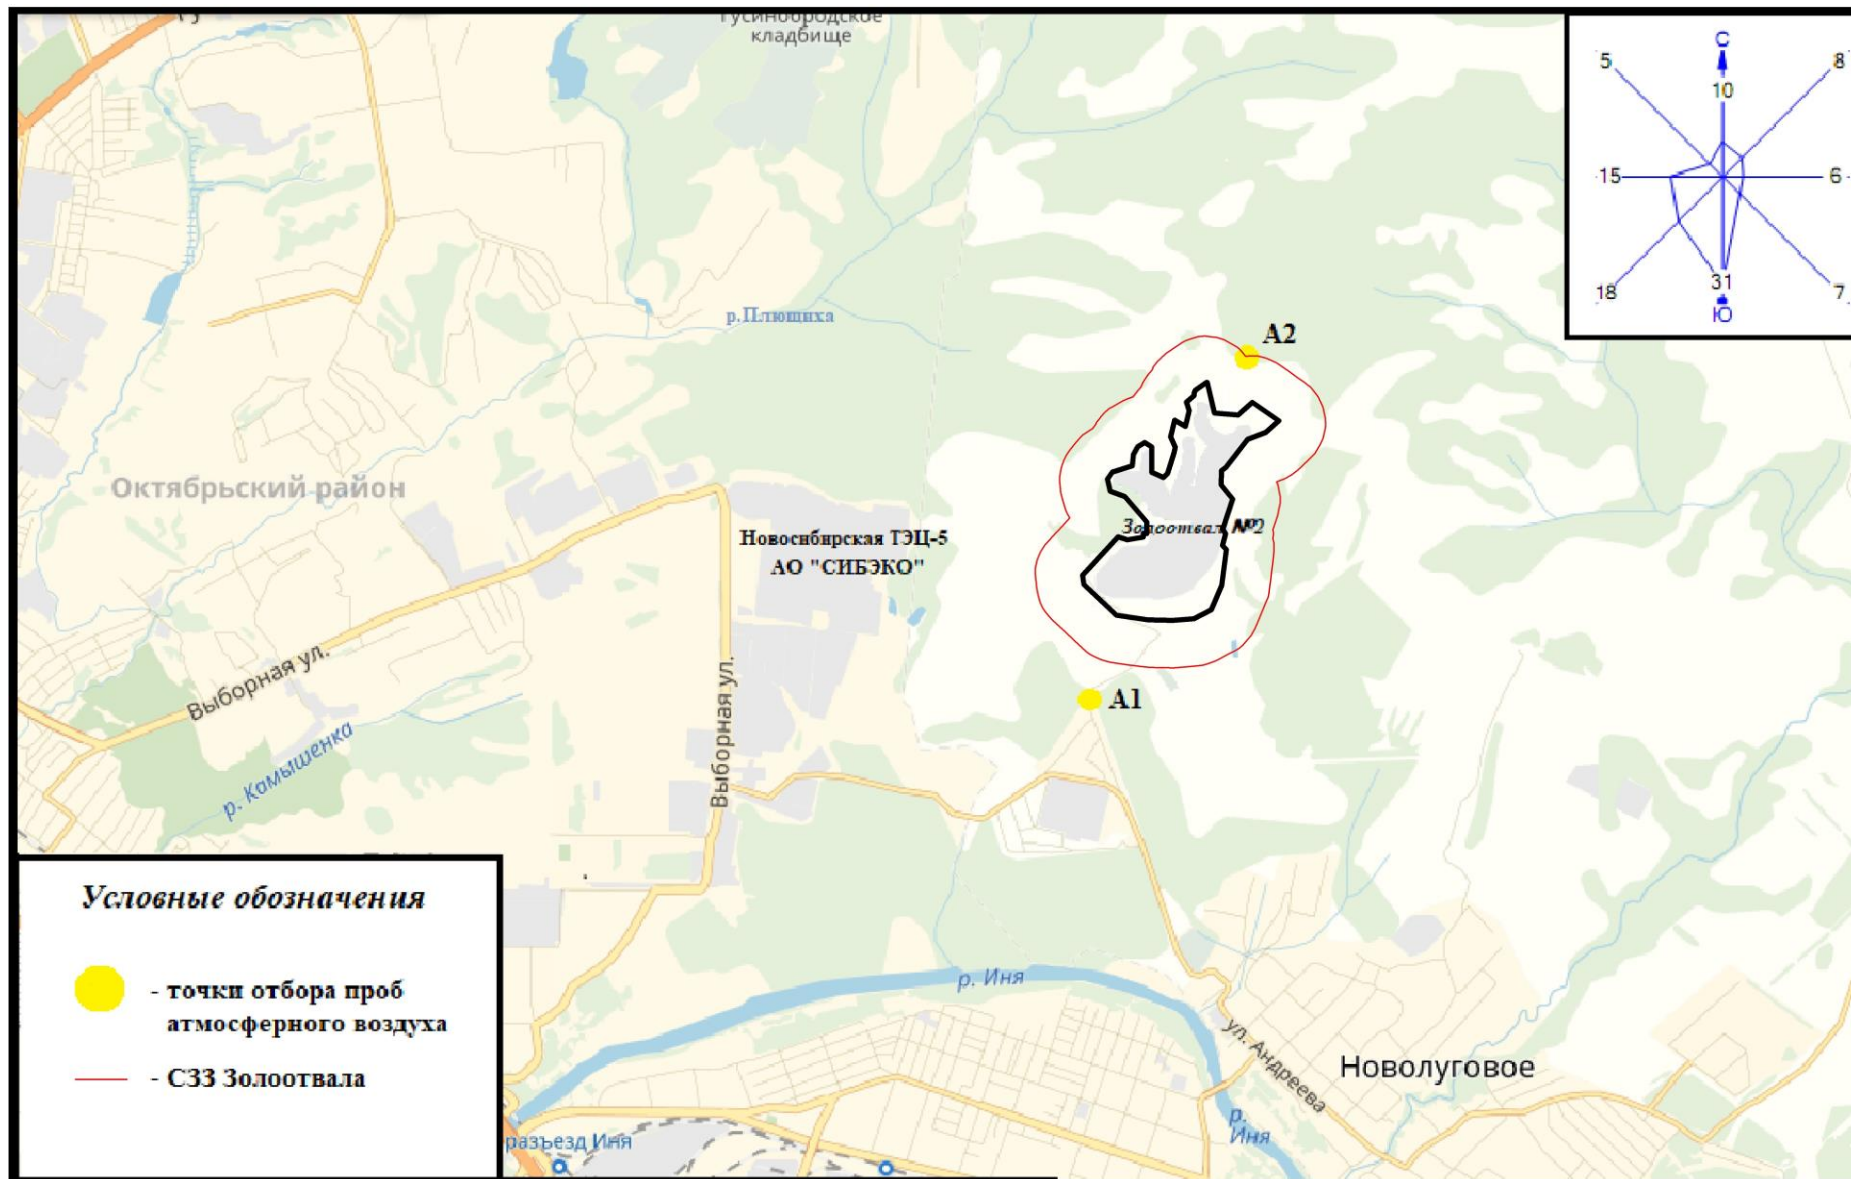 Гусинобродское
кладбище
С
5
8
10
15
6
31
18
7
Ю
р.Плющиха
А2
Октябрьский район
Новосибирская ТЭЦ-5
АО "СИБЭКО"
Золоотвал №2
Выборная ул.
Выборная ул.
А1
р. Камышенка
Условные обозначения
- точки отбора проб
атмосферного воздуха
- СЗЗ Золоотвала
р. Иня
ул. Андреева
Новолуговое
р.
Иня
разъезд Иня